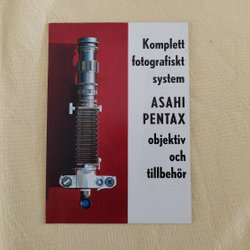 Komplett
fotografiskt
system
ASAHI
PENTAX
objektiv
och
tillbehör